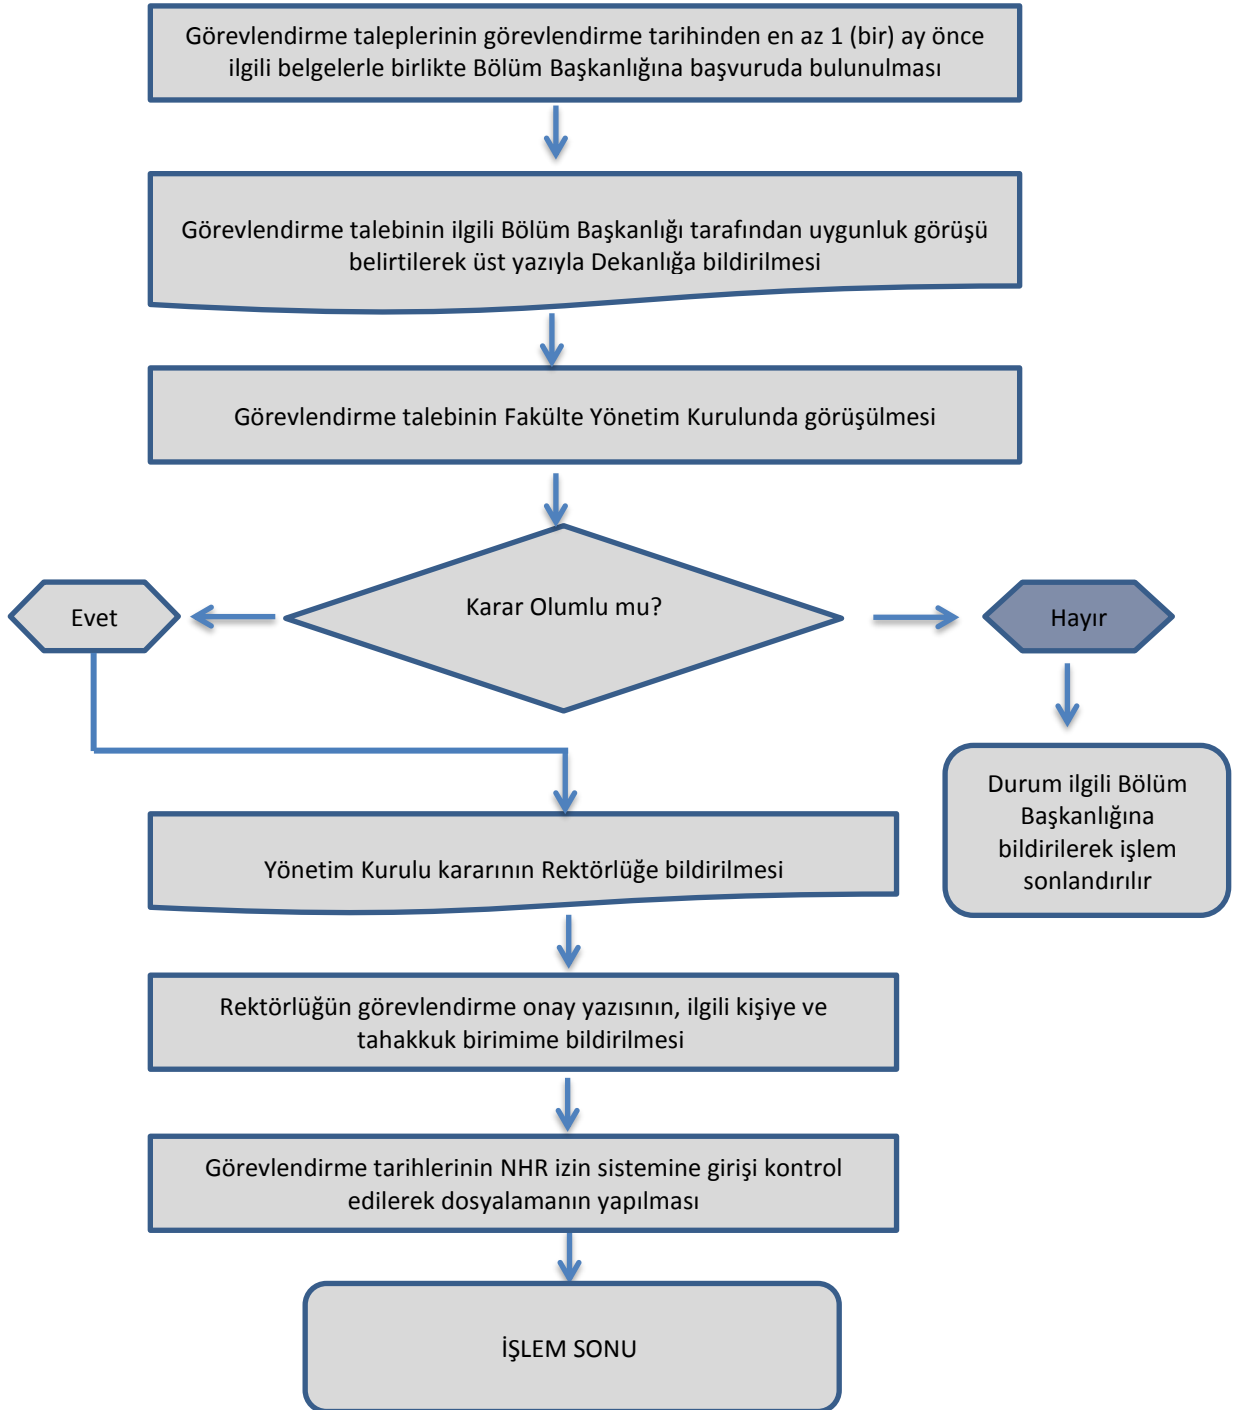 Görevlendirme taleplerinin görevlendirme tarihinden en az 1 (bir) ay önce
ilgili belgelerle birlikte Bölüm Başkanlığına başvuruda bulunulması
Görevlendirme talebinin ilgili Bölüm Başkanlığı tarafından uygunluk görüşü
belirtilerek üst yazıyla Dekanlığa bildirilmesi
Görevlendirme talebinin Fakülte Yönetim Kurulunda görüşülmesi
Karar Olumlu mu?
Evet
Hayır
Durum ilgili Bölüm
Başkanlığına
bildirilerek işlem
sonlandırılır
Yönetim Kurulu kararının Rektörlüğe bildirilmesi
Rektörlüğün görevlendirme onay yazısının, ilgili kişiye ve
tahakkuk birimime bildirilmesi
Görevlendirme tarihlerinin NHR izin sistemine girişi kontrol
edilerek dosyalamanın yapılması
İŞLEM SONU